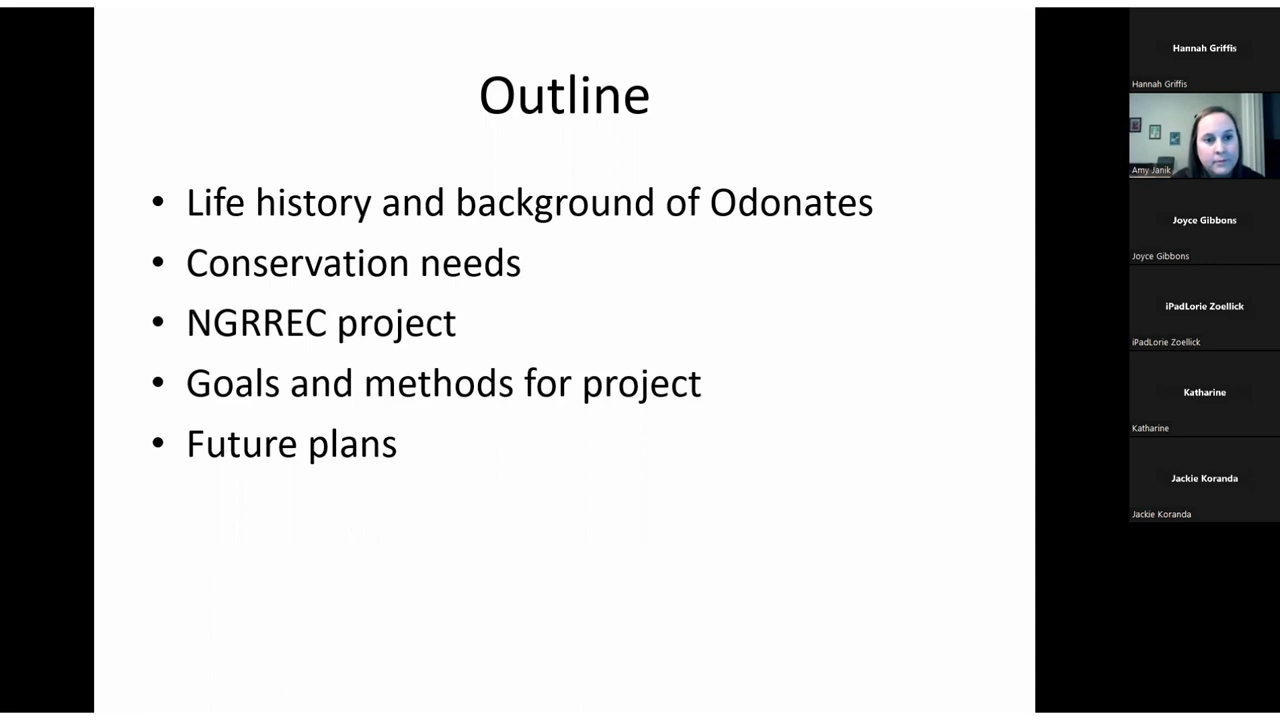 Outline
• Life history and background of Odonates
• Conservation needs
• NGRREC project
• Goals and methods for project
• Future plans
Hannah Griffis
Hannah Griffis
Amy Janik
Joyce Gibbons
Joyce Gibbons
iPadLorie Zoellick
iPadLorie Zoellick
Katharine
Katharine
Jackie Koranda
Jackie Koranda